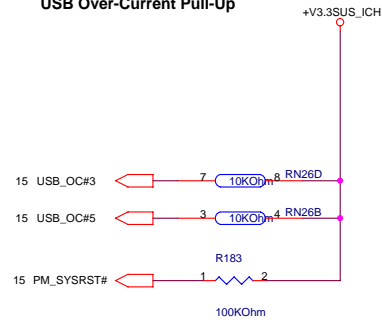 USB Over-Current Pull-Up
+V3.3SUS_ICH
15 USB_OC#3 7 10KOhm 8 RN26D
15 USB_OC#5 3 10KOhm 4 RN26B
R183
15 PM_SYSRST# 1 2
100KOhm